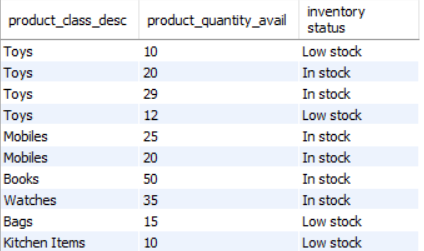 product_class_desc product_quantity_avail inventory status
Toys 10 Low stock
Toys 20 In stock
Toys 29 In stock
Toys 12 Low stock
Mobiles 25 In stock
Mobiles 20 In stock
Books 50 In stock
Watches 35 In stock
Bags 15 Low stock
Kitchen Items 10 Low stock